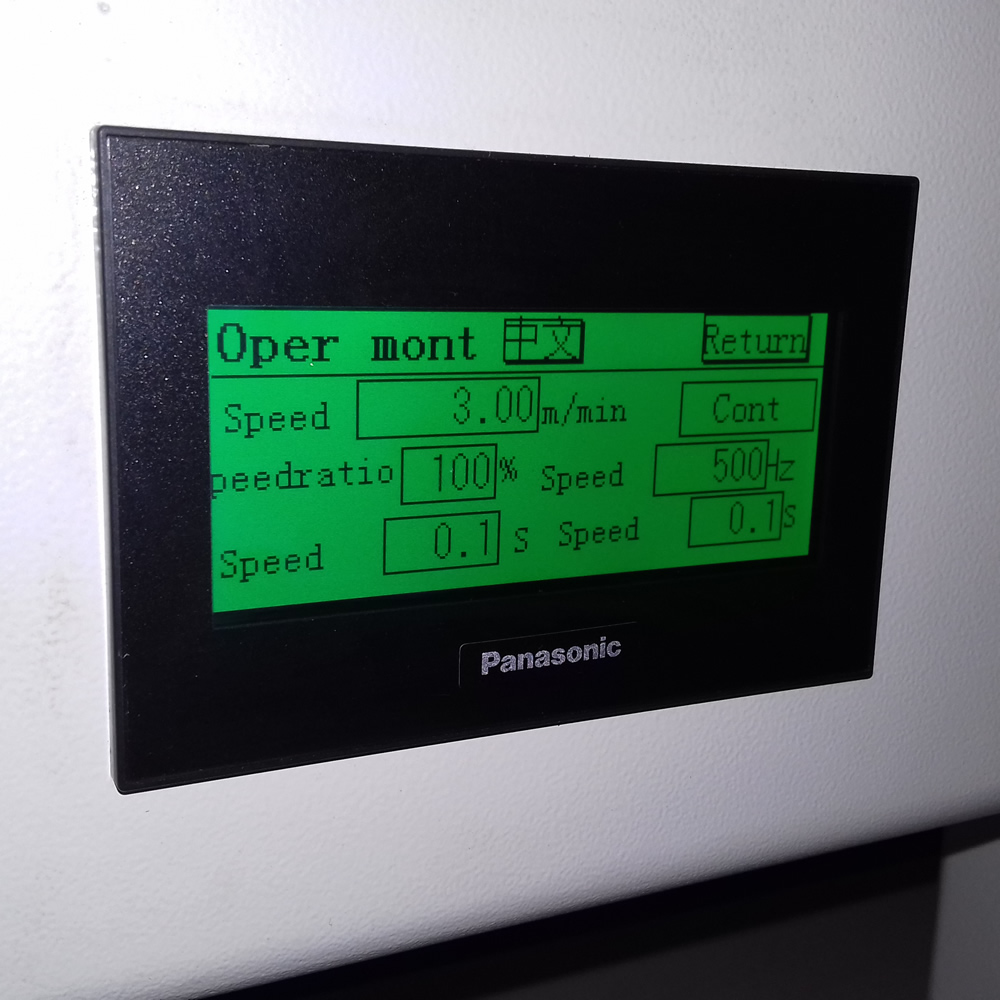 Oper mont 中文 Return
Speed 3.00 m/min Cont
peedratio 100 % Speed 500 Hz
Speed 0.1 S Speed 0.1 S
Panasonic